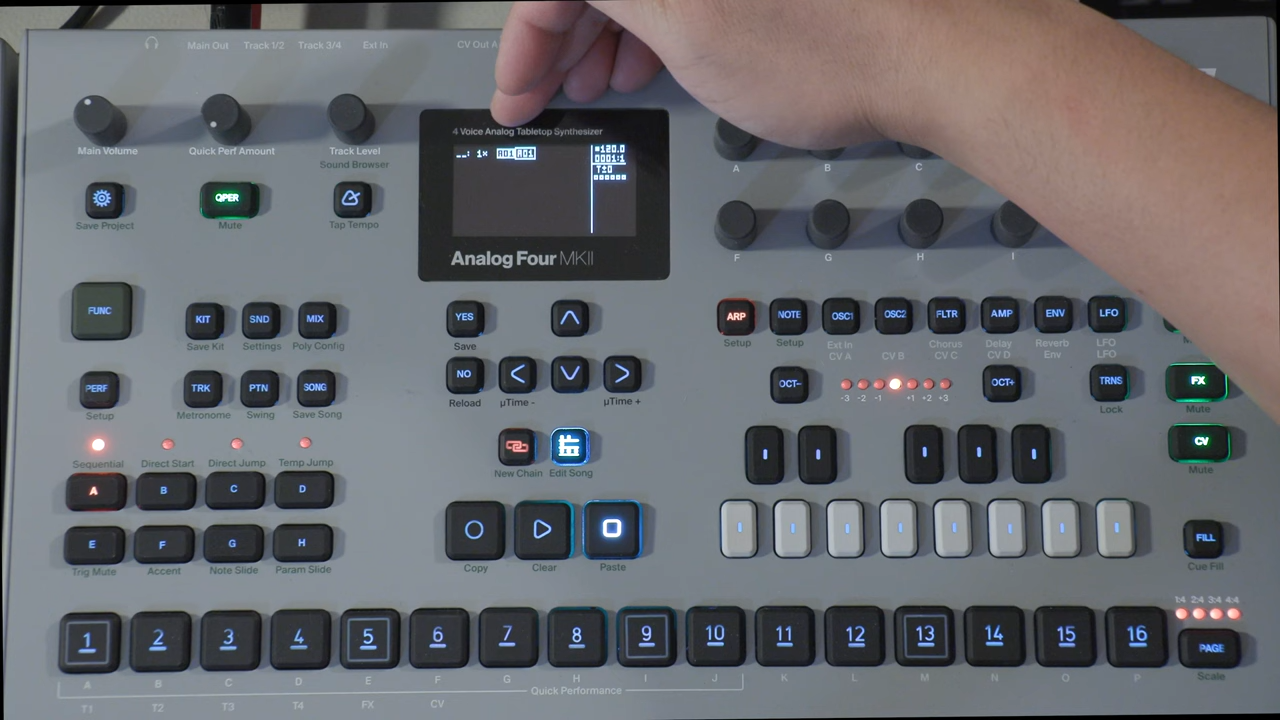 Main Out Track 1/2 Track 3/4 Ext In CV Out A
Main Volume Quick Perf Amount Track Level
Sound Browser
4 Voice Analog Tabletop Synthesizer
__: 1× A01 A01
=120.0
0001:1
T±0
Analog Four MKII
A B C
F G H I
QPER
Save Project Mute Tap Tempo
FUNC
KIT SND MIX
Save Kit Settings Poly Config
PERF TRK PTN SONG
Setup Metronome Swing Save Song
YES
Save
NO < ∨ >
Reload µTime - µTime +
New Chain Edit Song
Copy Clear Paste
ARP NOTE OSC1 OSC2 FLTR AMP ENV LFO
Setup Setup Ext In Chorus Delay Reverb LFO
CV A CV B CV C CV D Env LFO
OCT- OCT+ TRNS FX
-3 -2 -1 +1 +2 +3
Lock Mute
CV
Mute
Sequential Direct Start Direct Jump Temp Jump
A B C D
E F G H
Trig Mute Accent Note Slide Param Slide
FILL
Cue Fill
1:4 2:4 3:4 4:4
1 2 3 4 5 6 7 8 9 10 11 12 13 14 15 16 PAGE
A B C D E F G H I J K L M N O P Scale
Quick Performance
T1 T2 T3 T4 FX CV